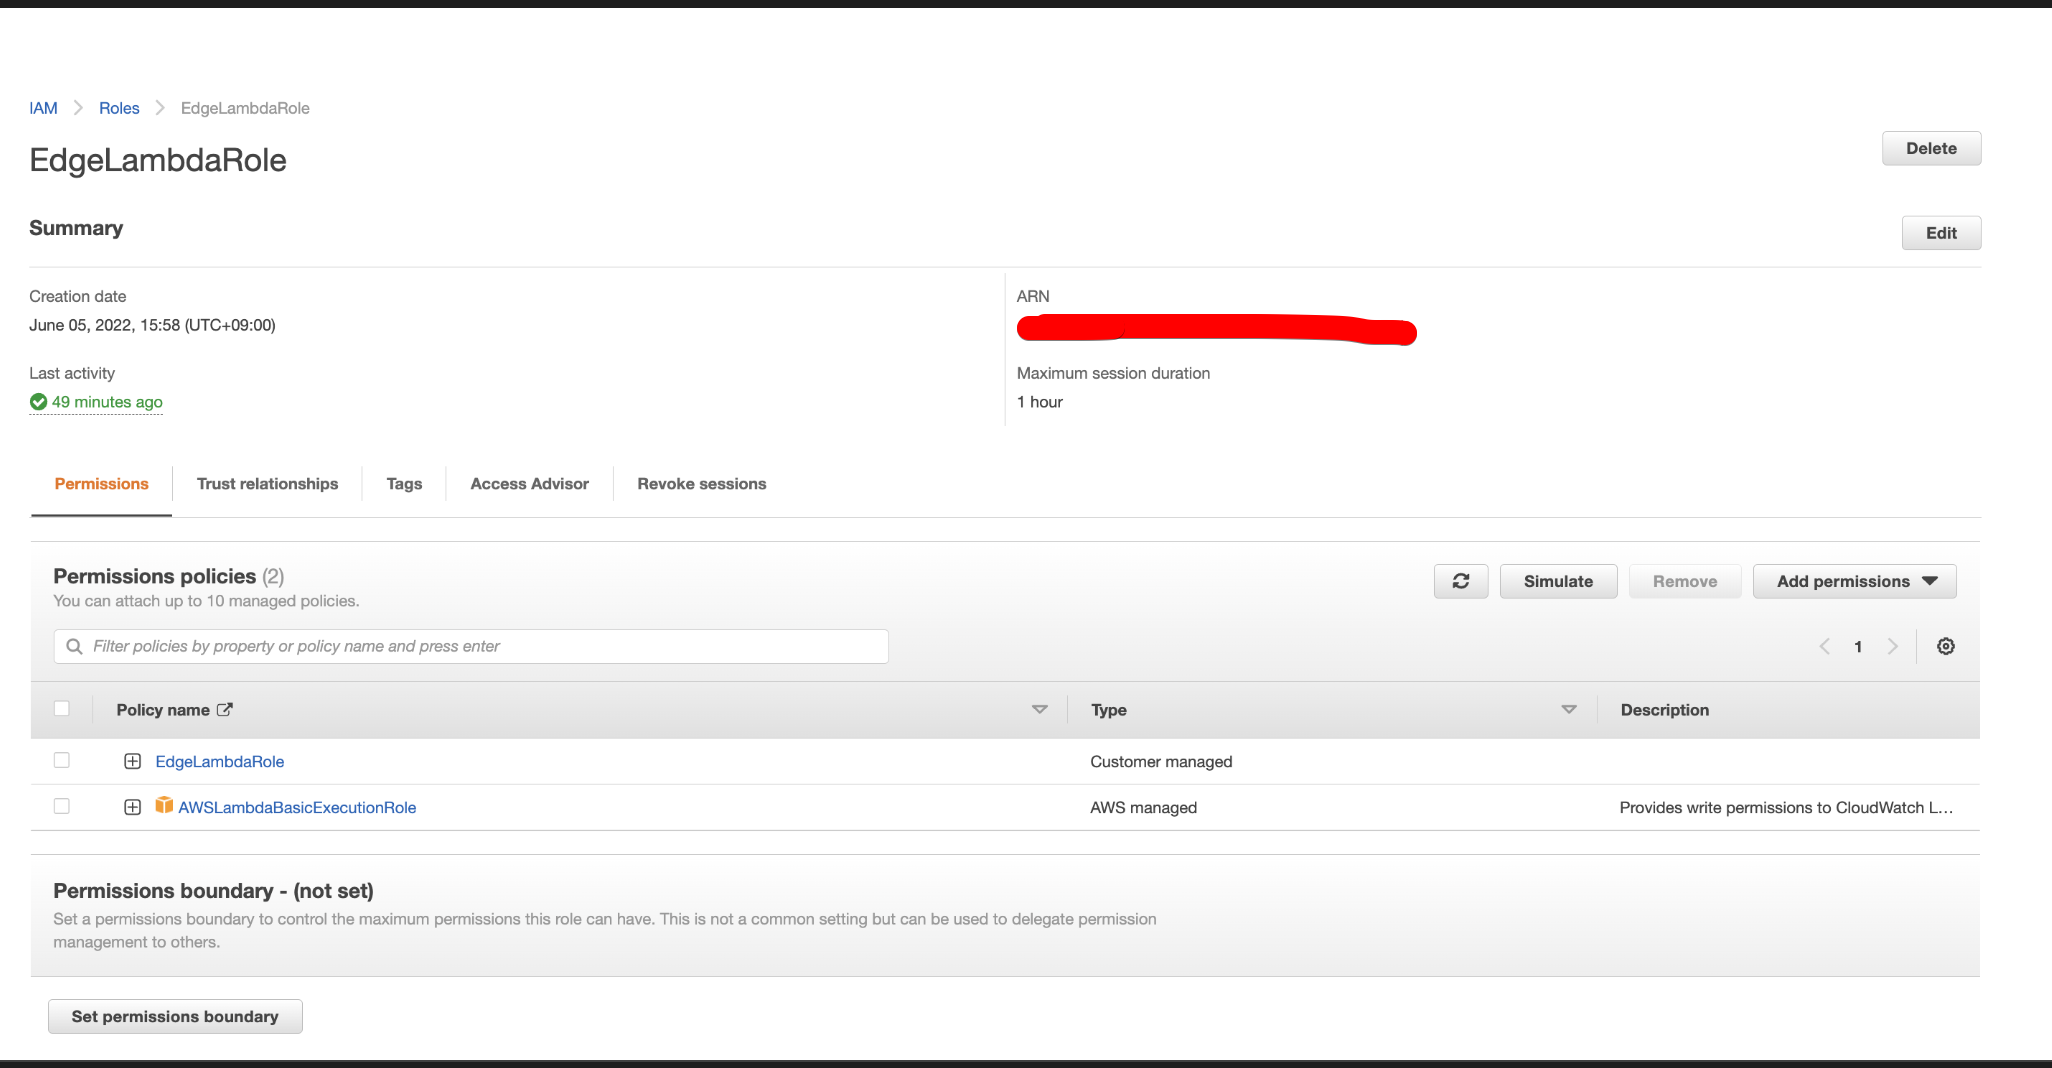 IAM > Roles > EdgeLambdaRole
EdgeLambdaRole
Delete
Summary
Edit
Creation date
June 05, 2022, 15:58 (UTC+09:00)
ARN
Last activity
49 minutes ago
Maximum session duration
1 hour
Permissions
Trust relationships
Tags
Access Advisor
Revoke sessions
Permissions policies (2)
You can attach up to 10 managed policies.
Simulate
Remove
Add permissions
Filter policies by property or policy name and press enter
1
Policy name
Type
Description
EdgeLambdaRole
Customer managed
AWSLambdaBasicExecutionRole
AWS managed
Provides write permissions to CloudWatch L...
Permissions boundary - (not set)
Set a permissions boundary to control the maximum permissions this role can have. This is not a common setting but can be used to delegate permission
management to others.
Set permissions boundary